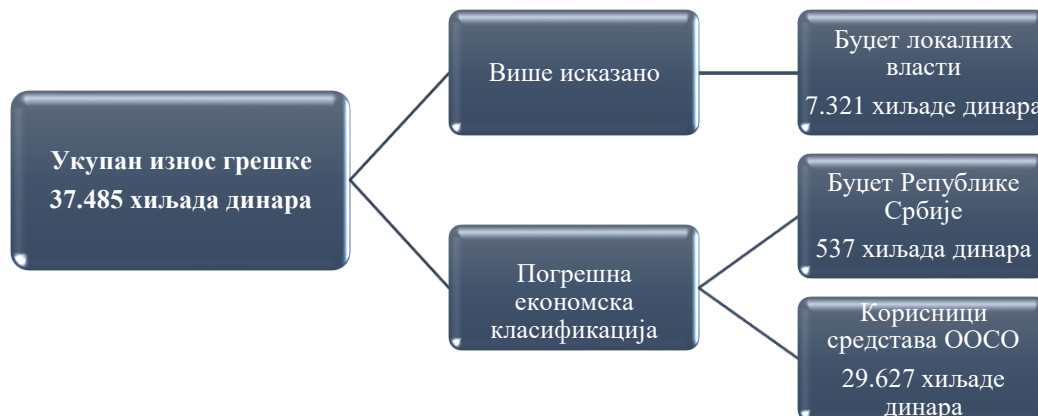 Укупан износ грешке
37.485 хиљада динара
Више исказано
Буџет локалних
власти
7.321 хиљаде динара
Погрешна
економска
класификација
Буџет Републике
Србије
537 хиљада динара
Корисници
средстава ООСО
29.627 хиљаде
динара